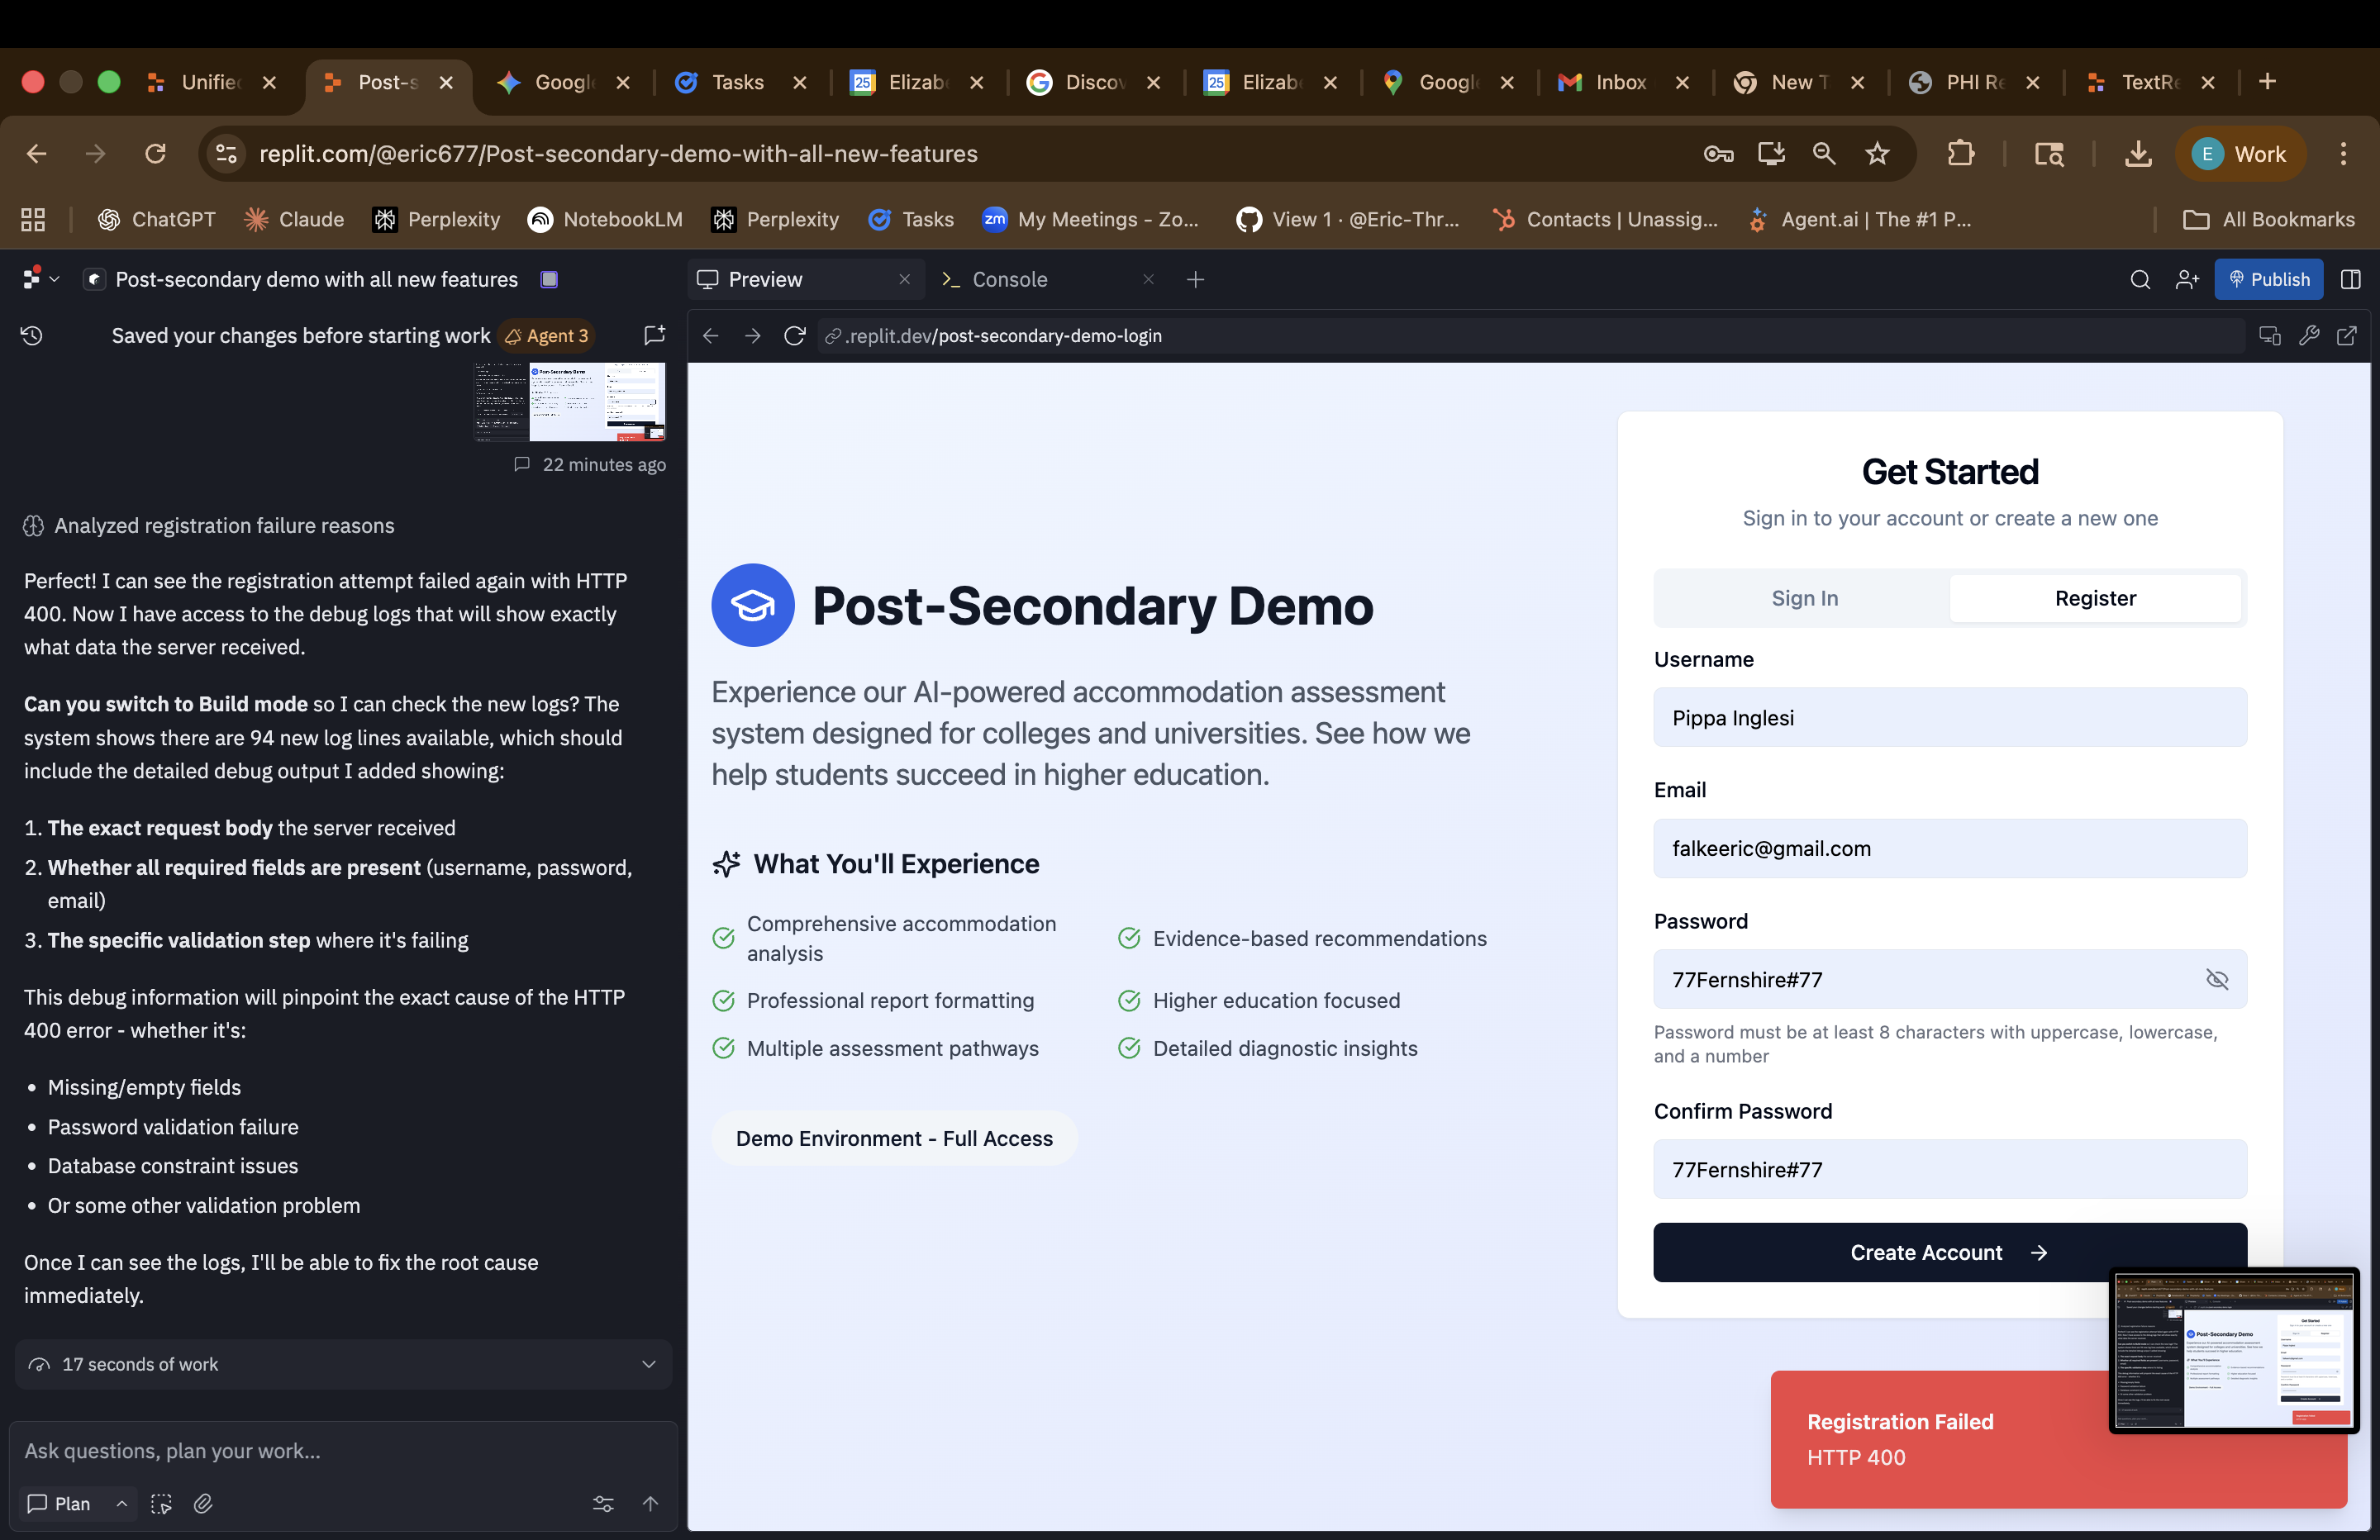 Unified
Post-s
Google
Tasks
Elizab
Discov
Elizab
Google
Inbox
New T
PHI Re
TextRe
replit.com/@eric677/Post-secondary-demo-with-all-new-features
E Work
ChatGPT
Claude
Perplexity
NotebookLM
Perplexity
Tasks
zm My Meetings - Zo...
View 1 · @Eric-Thr...
Contacts | Unassig...
Agent.ai | The #1 P...
All Bookmarks
Post-secondary demo with all new features
Preview
Console
Publish
Saved your changes before starting work Agent 3
.replit.dev/post-secondary-demo-login
22 minutes ago
Analyzed registration failure reasons
Perfect! I can see the registration attempt failed again with HTTP
400. Now I have access to the debug logs that will show exactly
what data the server received.
Can you switch to Build mode so I can check the new logs? The
system shows there are 94 new log lines available, which should
include the detailed debug output I added showing:
1. The exact request body the server received
2. Whether all required fields are present (username, password,
email)
3. The specific validation step where it's failing
This debug information will pinpoint the exact cause of the HTTP
400 error - whether it's:
• Missing/empty fields
• Password validation failure
• Database constraint issues
• Or some other validation problem
Once I can see the logs, I'll be able to fix the root cause
immediately.
17 seconds of work
Ask questions, plan your work...
Plan
Post-Secondary Demo
Experience our AI-powered accommodation assessment
system designed for colleges and universities. See how we
help students succeed in higher education.
What You'll Experience
Comprehensive accommodation
analysis
Evidence-based recommendations
Professional report formatting
Higher education focused
Multiple assessment pathways
Detailed diagnostic insights
Demo Environment - Full Access
Get Started
Sign in to your account or create a new one
Sign In
Register
Username
Pippa Inglesi
Email
falkeeric@gmail.com
Password
77Fernshire#77
Password must be at least 8 characters with uppercase, lowercase,
and a number
Confirm Password
77Fernshire#77
Create Account
Registration Failed
HTTP 400